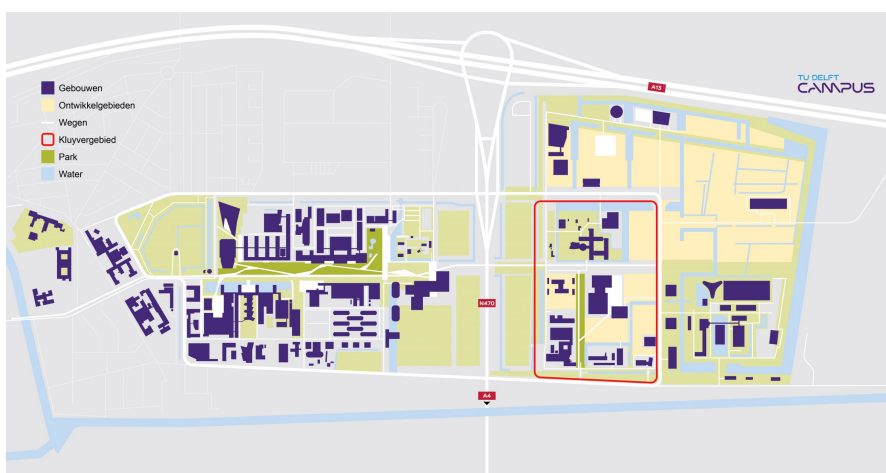 A13
TU DELFT
CAMPUS
Gebouwen
Ontwikkelgebieden
Wegen
Kluyvergebied
Park
Water
N470
A4